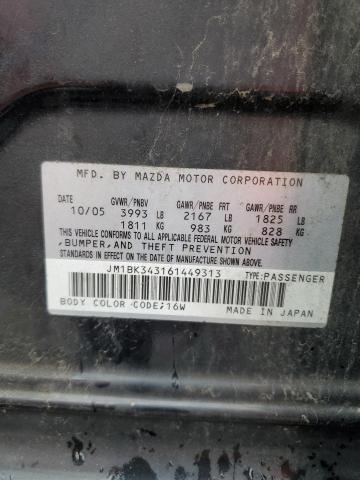 MFD. BY MAZDA MOTOR CORPORATION
DATE GVWR/PNBV GAWR/PNBE FRT GAWR/PNBE RR
10/05 3993 LB 2167 LB 1825 LB
1811 KG 983 KG 828 KG
THIS VEHICLE CONFORMS TO ALL APPLICABLE FEDERAL MOTOR VEHICLE SAFETY
,BUMPER,AND THEFT PREVENTION
STANDARDS IN EFFECT ON THE DATE OF MANUFACTURE SHOWN ABOVE.
JM1BK343161449313 TYPE:PASSENGER
BODY COLOR CODE;16W MADE IN JAPAN